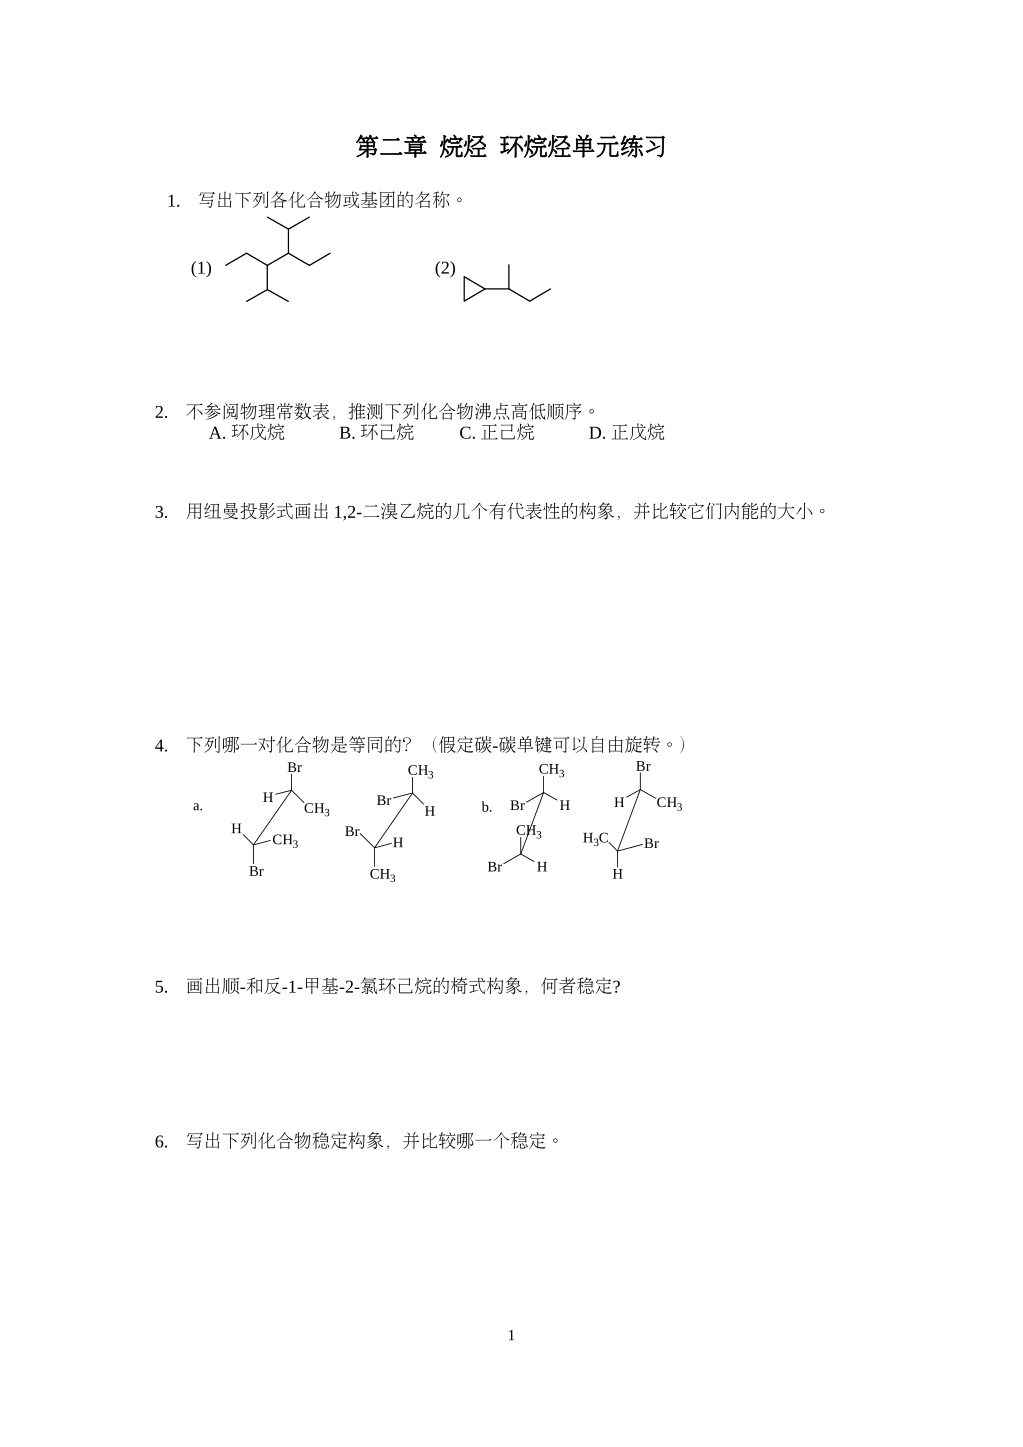 第二章 烷烃 环烷烃单元练习
1. 写出下列各化合物或基团的名称。
(1) (2)
2. 不参阅物理常数表，推测下列化合物沸点高低顺序。
A. 环戊烷 B. 环己烷 C. 正己烷 D. 正戊烷
3. 用纽曼投影式画出 1,2-二溴乙烷的几个有代表性的构象，并比较它们内能的大小。
4. 下列哪一对化合物是等同的？（假定碳-碳单键可以自由旋转。）
Br CH3 CH3 Br
a. H CH3 Br H b. Br H H CH3
H CH3 Br H CH3 H3C Br
Br CH3 Br H H
5. 画出顺-和反-1-甲基-2-氯环己烷的椅式构象，何者稳定?
6. 写出下列化合物稳定构象，并比较哪一个稳定。
1